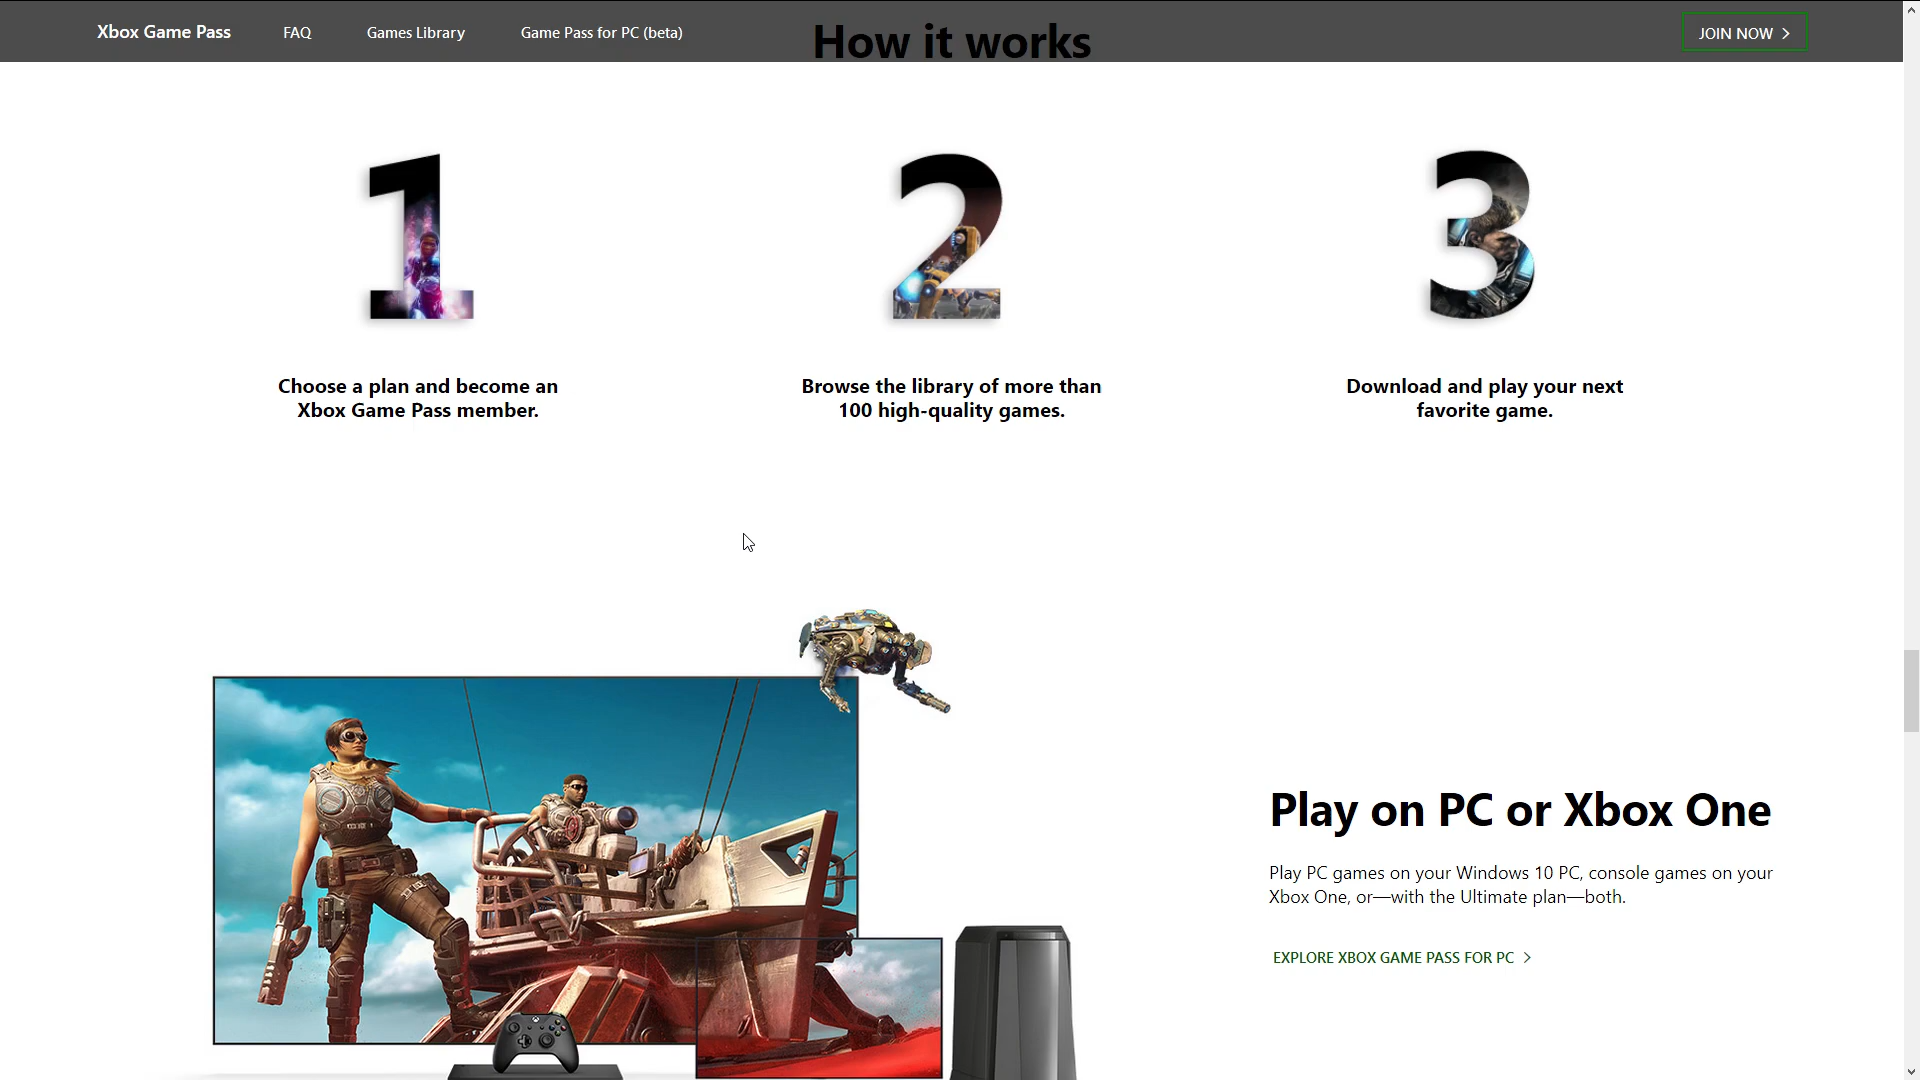 Xbox Game Pass
FAQ
Games Library
Game Pass for PC (beta)
How it works
JOIN NOW
1
2
3
Choose a plan and become an
Xbox Game Pass member.
Browse the library of more than
100 high-quality games.
Download and play your next
favorite game.
Play on PC or Xbox One
Play PC games on your Windows 10 PC, console games on your
Xbox One, or—with the Ultimate plan—both.
EXPLORE XBOX GAME PASS FOR PC